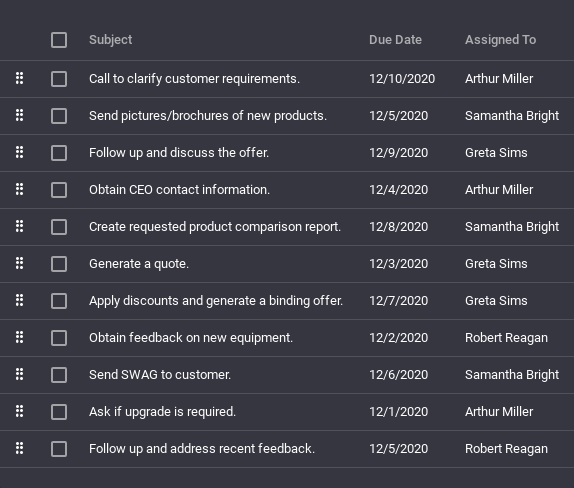 Subject Due Date Assigned To
Call to clarify customer requirements. 12/10/2020 Arthur Miller
Send pictures/brochures of new products. 12/5/2020 Samantha Bright
Follow up and discuss the offer. 12/9/2020 Greta Sims
Obtain CEO contact information. 12/4/2020 Arthur Miller
Create requested product comparison report. 12/8/2020 Samantha Bright
Generate a quote. 12/3/2020 Greta Sims
Apply discounts and generate a binding offer. 12/7/2020 Greta Sims
Obtain feedback on new equipment. 12/2/2020 Robert Reagan
Send SWAG to customer. 12/6/2020 Samantha Bright
Ask if upgrade is required. 12/1/2020 Arthur Miller
Follow up and address recent feedback. 12/5/2020 Robert Reagan